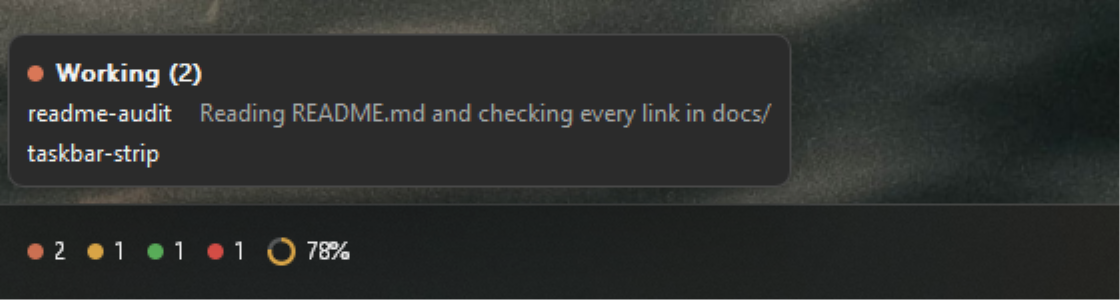 Working (2)
readme-audit Reading README.md and checking every link in docs/
taskbar-strip
2 1 1 1 78%